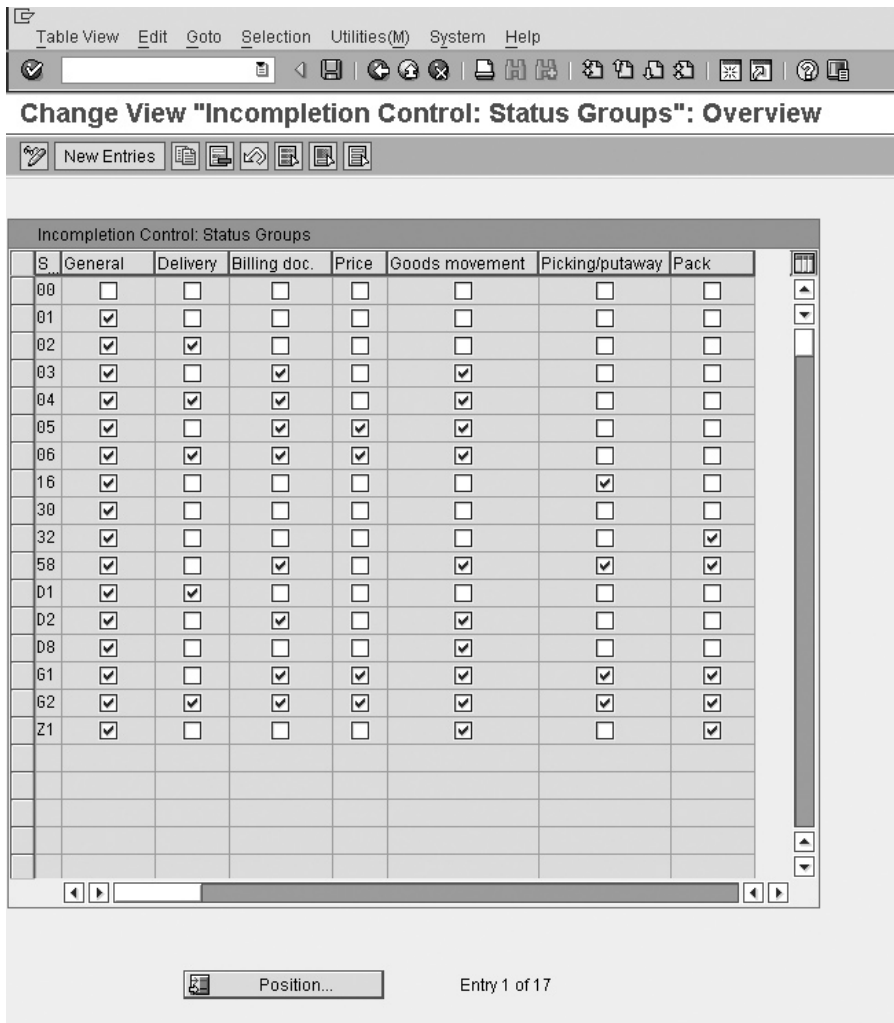 Table View Edit Goto Selection Utilities(M) System Help
Change View "Incompletion Control: Status Groups": Overview
New Entries
Incompletion Control: Status Groups
S... General Delivery Billing doc. Price Goods movement Picking/putaway Pack
00
01
02
03
04
05
06
16
30
32
58
D1
D2
D8
G1
G2
Z1
Position... Entry 1 of 17